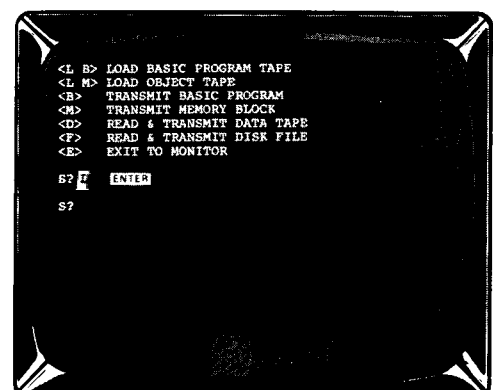 <L B> LOAD BASIC PROGRAM TAPE
<L M> LOAD OBJECT TAPE
<B> TRANSMIT BASIC PROGRAM
<M> TRANSMIT MEMORY BLOCK
<D> READ & TRANSMIT DATA TAPE
<F> READ & TRANSMIT DISK FILE
<E> EXIT TO MONITOR
S? ENTER
S?